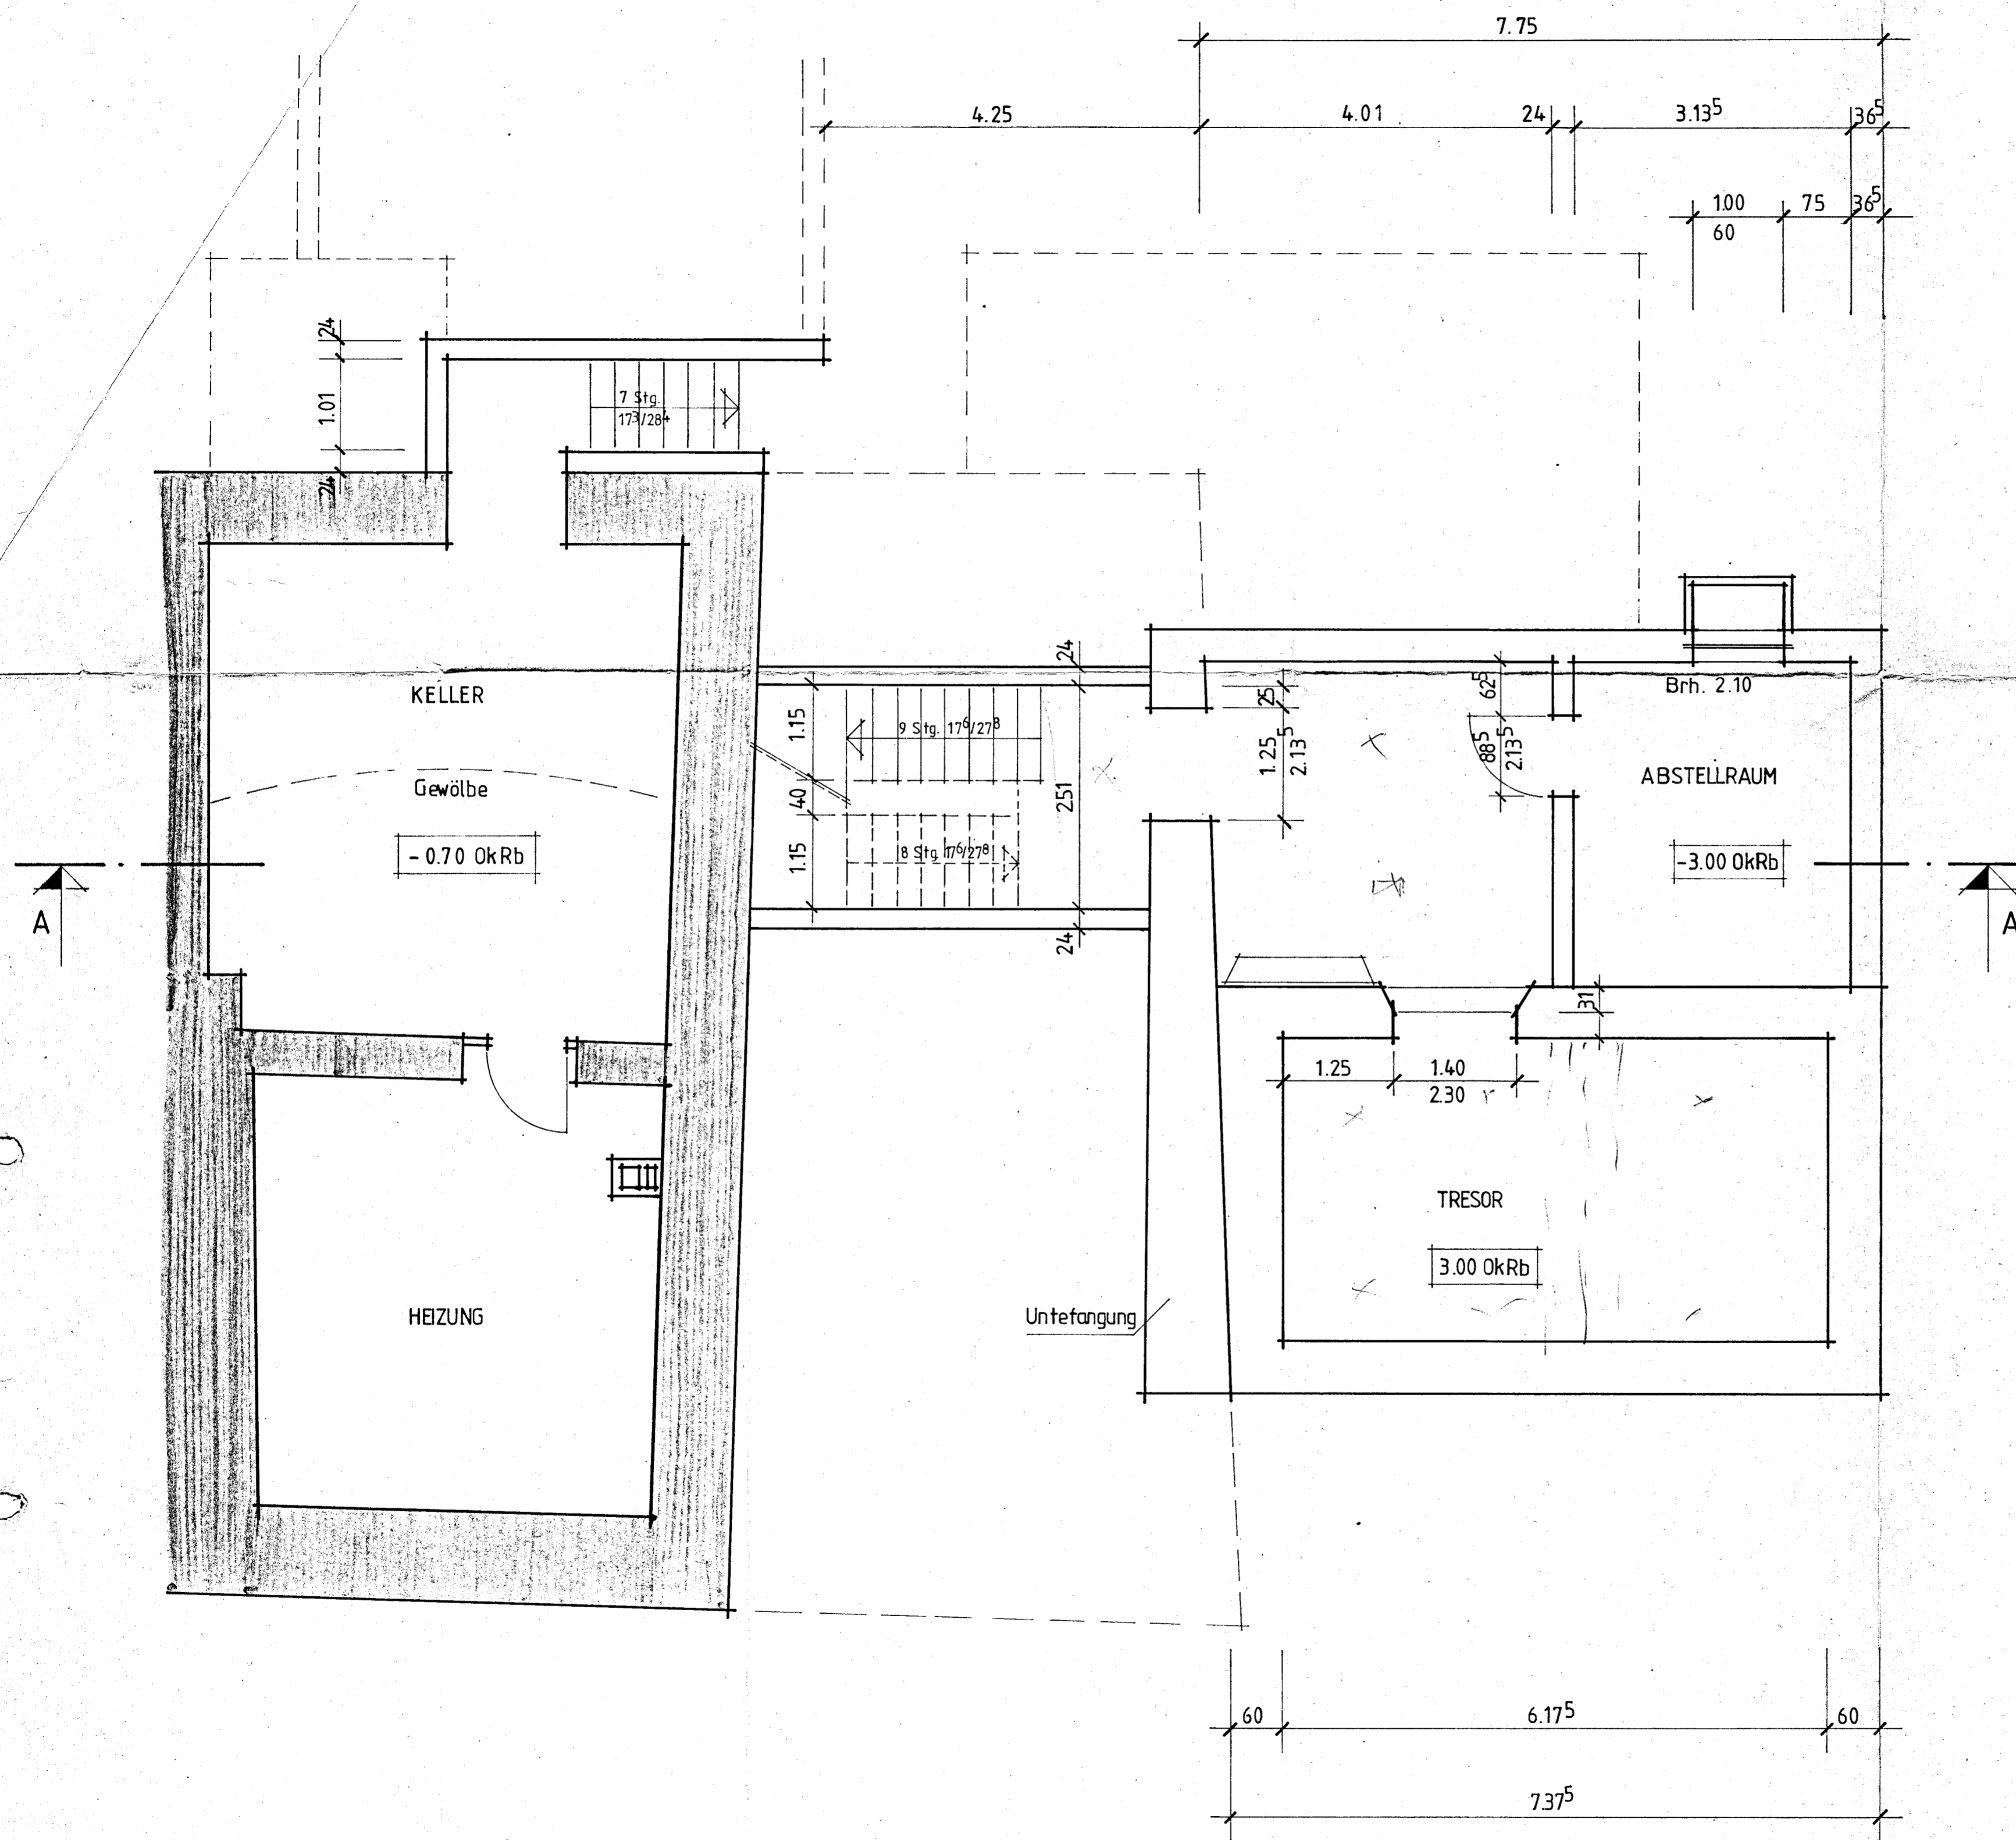 7.75
4.25 4.01 24 3.13⁵ 36⁵
1.00 75 36⁵
60
24
1.01
24
7 Stg.
17³/28⁴
KELLER
Gewölbe
- 0.70 OkRb
A
24
1.15
40
1.15
251
24
9 Stg. 17⁶/27⁸
8 Stg. 17⁶/27⁸
25
1.25
2.13⁵
62⁵
88⁵
2.13⁵
Brh. 2.10
ABSTELLRAUM
-3.00 OkRb
A
31
1.25 1.40
2.30
TRESOR
3.00 OkRb
Untefangung
HEIZUNG
60 6.17⁵ 60
7.37⁵